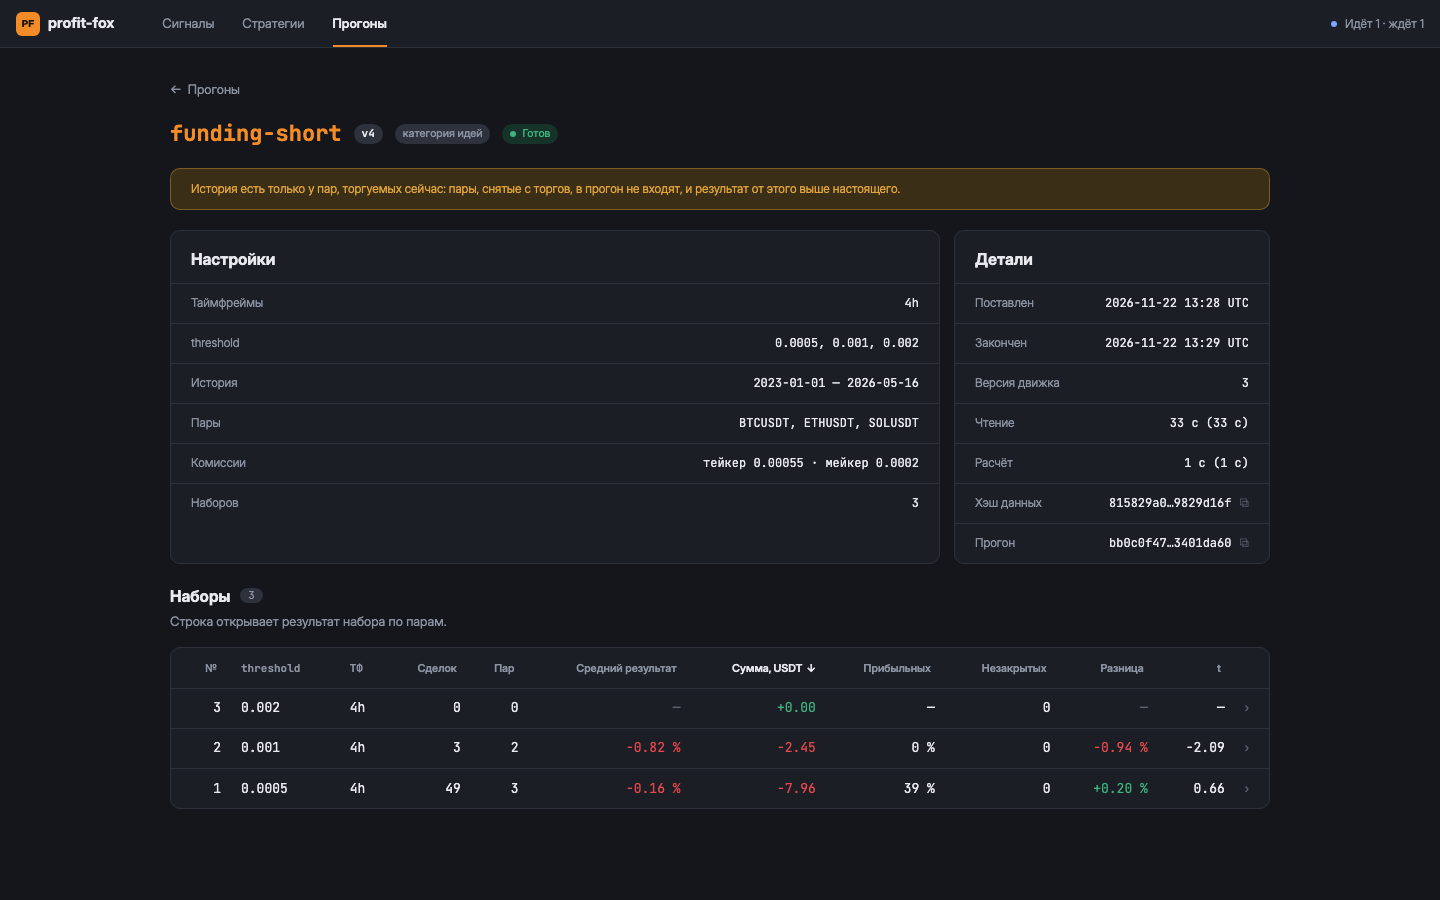 PF profit-fox Сигналы Стратегии Прогоны Идёт 1 · ждёт 1
← Прогоны
funding-short v4 категория идей Готов
История есть только у пар, торгуемых сейчас: пары, снятые с торгов, в прогон не входят, и результат от этого выше настоящего.
Настройки
Таймфреймы 4h
threshold 0.0005, 0.001, 0.002
История 2023-01-01 — 2026-05-16
Пары BTCUSDT, ETHUSDT, SOLUSDT
Комиссии тейкер 0.00055 · мейкер 0.0002
Наборов 3
Детали
Поставлен 2026-11-22 13:28 UTC
Закончен 2026-11-22 13:29 UTC
Версия движка 3
Чтение 33 с (33 с)
Расчёт 1 с (1 с)
Хэш данных 815829a0…9829d16f
Прогон bb0c0f47…3401da60
Наборы 3
Строка открывает результат набора по парам.
№ threshold ТФ Сделок Пар Средний результат Сумма, USDT ↓ Прибыльных Незакрытых Разница t
3 0.002 4h 0 0 — +0.00 — 0 — — ›
2 0.001 4h 3 2 -0.82 % -2.45 0 % 0 -0.94 % -2.09 ›
1 0.0005 4h 49 3 -0.16 % -7.96 39 % 0 +0.20 % 0.66 ›